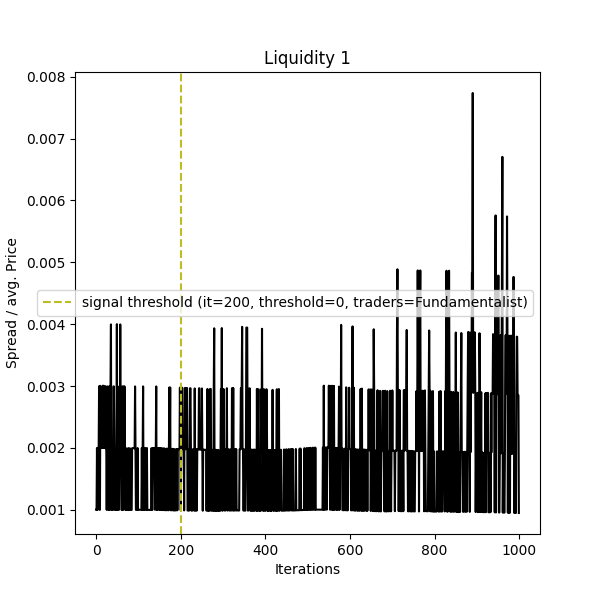 Liquidity 1
0.008
0.007
0.006
0.005
0.004
0.003
0.002
0.001
Spread / avg. Price
signal threshold (it=200, threshold=0, traders=Fundamentalist)
0 200 400 600 800 1000
Iterations